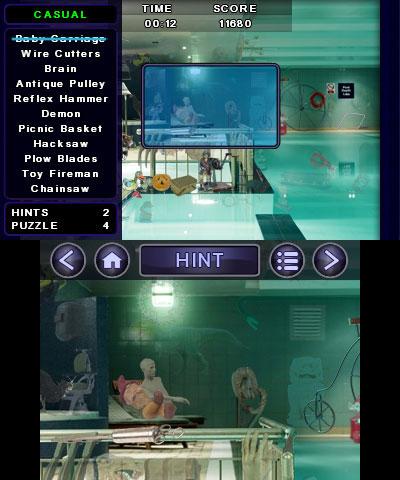 CASUAL
Baby Carriage
Wire Cutters
Brain
Antique Pulley
Reflex Hammer
Demon
Picnic Basket
Hacksaw
Plow Blades
Toy Fireman
Chainsaw
HINTS 2
PUZZLE 4
TIME SCORE
00:12 11680
HINT